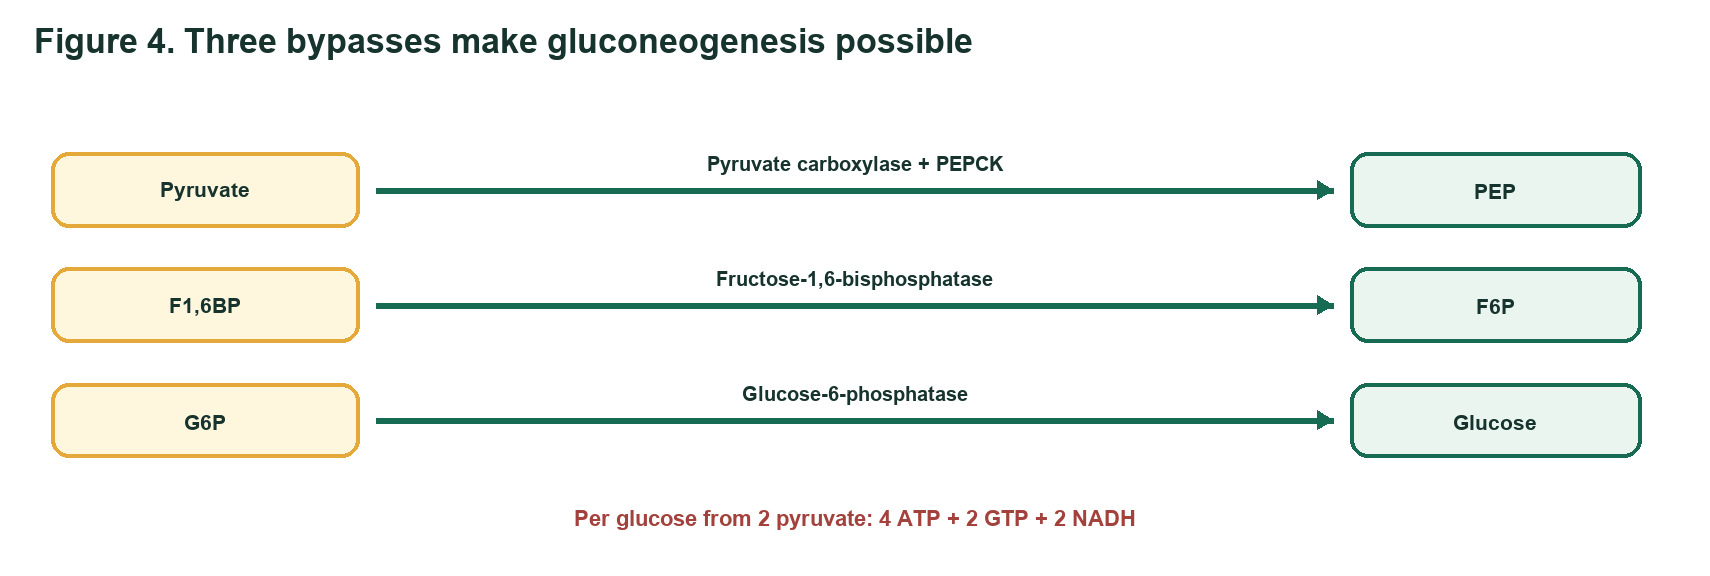 Figure 4. Three bypasses make gluconeogenesis possible
Pyruvate
Pyruvate carboxylase + PEPCK
PEP
F1,6BP
Fructose-1,6-bisphosphatase
F6P
G6P
Glucose-6-phosphatase
Glucose
Per glucose from 2 pyruvate: 4 ATP + 2 GTP + 2 NADH